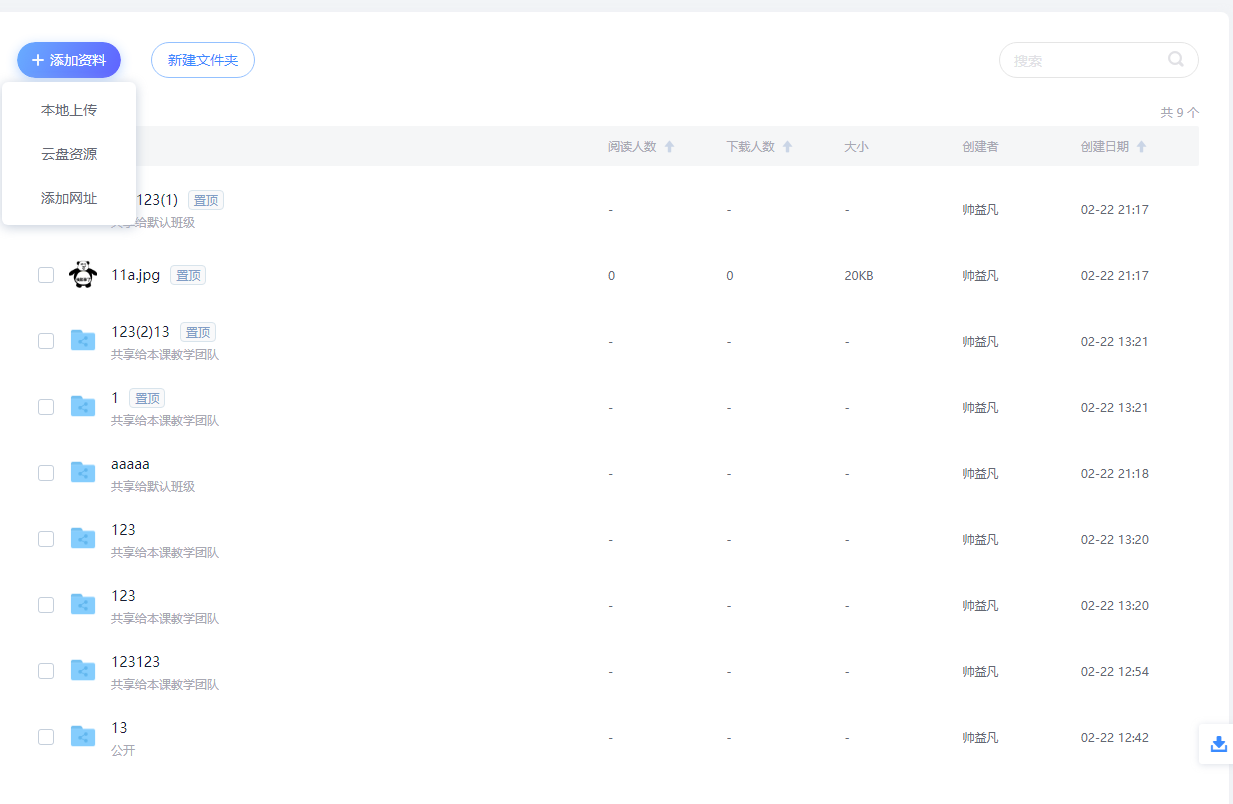 + 添加资料
新建文件夹
搜索
本地上传
云盘资源
添加网址
共 9 个
阅读人数 下载人数 大小 创建者 创建日期
123(1) 置顶 - - - 帅益凡 02-22 21:17
共享给默认班级
11a.jpg 置顶 0 0 20KB 帅益凡 02-22 21:17
123(2)13 置顶 - - - 帅益凡 02-22 13:21
共享给本课教学团队
1 置顶 - - - 帅益凡 02-22 13:21
共享给本课教学团队
aaaaa - - - 帅益凡 02-22 21:18
共享给默认班级
123 - - - 帅益凡 02-22 13:20
共享给本课教学团队
123 - - - 帅益凡 02-22 13:20
共享给本课教学团队
123123 - - - 帅益凡 02-22 12:54
共享给本课教学团队
13 - - - 帅益凡 02-22 12:42
公开